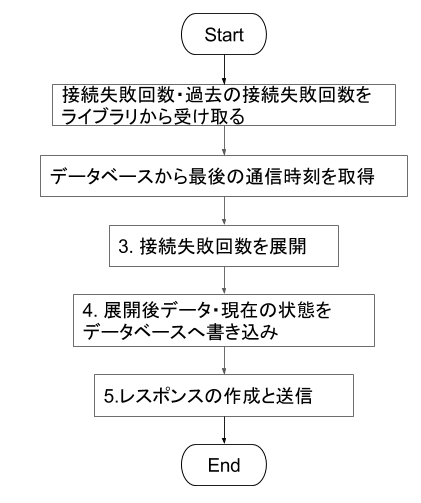 Start
接続失敗回数・過去の接続失敗回数を
ライブラリから受け取る
データベースから最後の通信時刻を取得
3. 接続失敗回数を展開
4. 展開後データ・現在の状態を
データベースへ書き込み
5.レスポンスの作成と送信
End